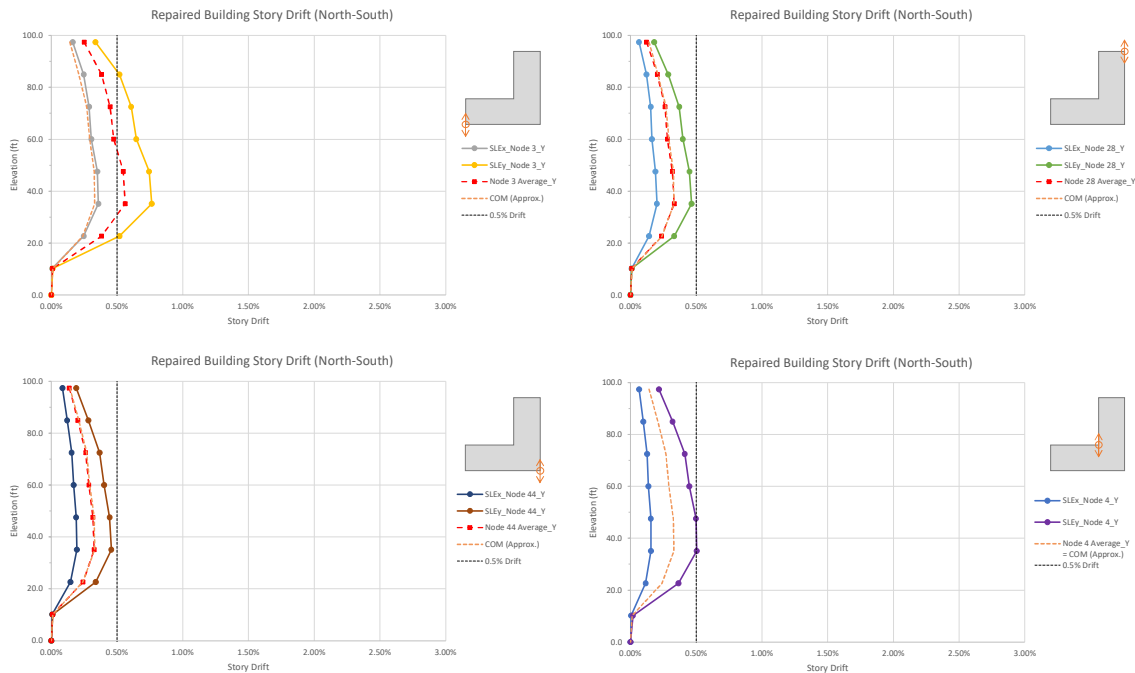 Repaired Building Story Drift (North-South)
100.0
80.0
60.0
40.0
20.0
0.0
Elevation (ft)
0.00%
0.50%
1.00%
1.50%
2.00%
2.50%
3.00%
Story Drift
SLEx_Node 3_Y
SLEy_Node 3_Y
Node 3 Average_Y
COM (Approx.)
0.5% Drift
Repaired Building Story Drift (North-South)
100.0
80.0
60.0
40.0
20.0
0.0
Elevation (ft)
0.00%
0.50%
1.00%
1.50%
2.00%
2.50%
3.00%
Story Drift
SLEx_Node 28_Y
SLEy_Node 28_Y
Node 28 Average_Y
COM (Approx.)
0.5% Drift
Repaired Building Story Drift (North-South)
100.0
80.0
60.0
40.0
20.0
0.0
Elevation (ft)
0.00%
0.50%
1.00%
1.50%
2.00%
2.50%
3.00%
Story Drift
SLEx_Node 44_Y
SLEy_Node 44_Y
Node 44 Average_Y
COM (Approx.)
0.5% Drift
Repaired Building Story Drift (North-South)
100.0
80.0
60.0
40.0
20.0
0.0
Elevation (ft)
0.00%
0.50%
1.00%
1.50%
2.00%
2.50%
3.00%
Story Drift
SLEx_Node 4_Y
SLEy_Node 4_Y
Node 4 Average_Y
= COM (Approx.)
0.5% Drift